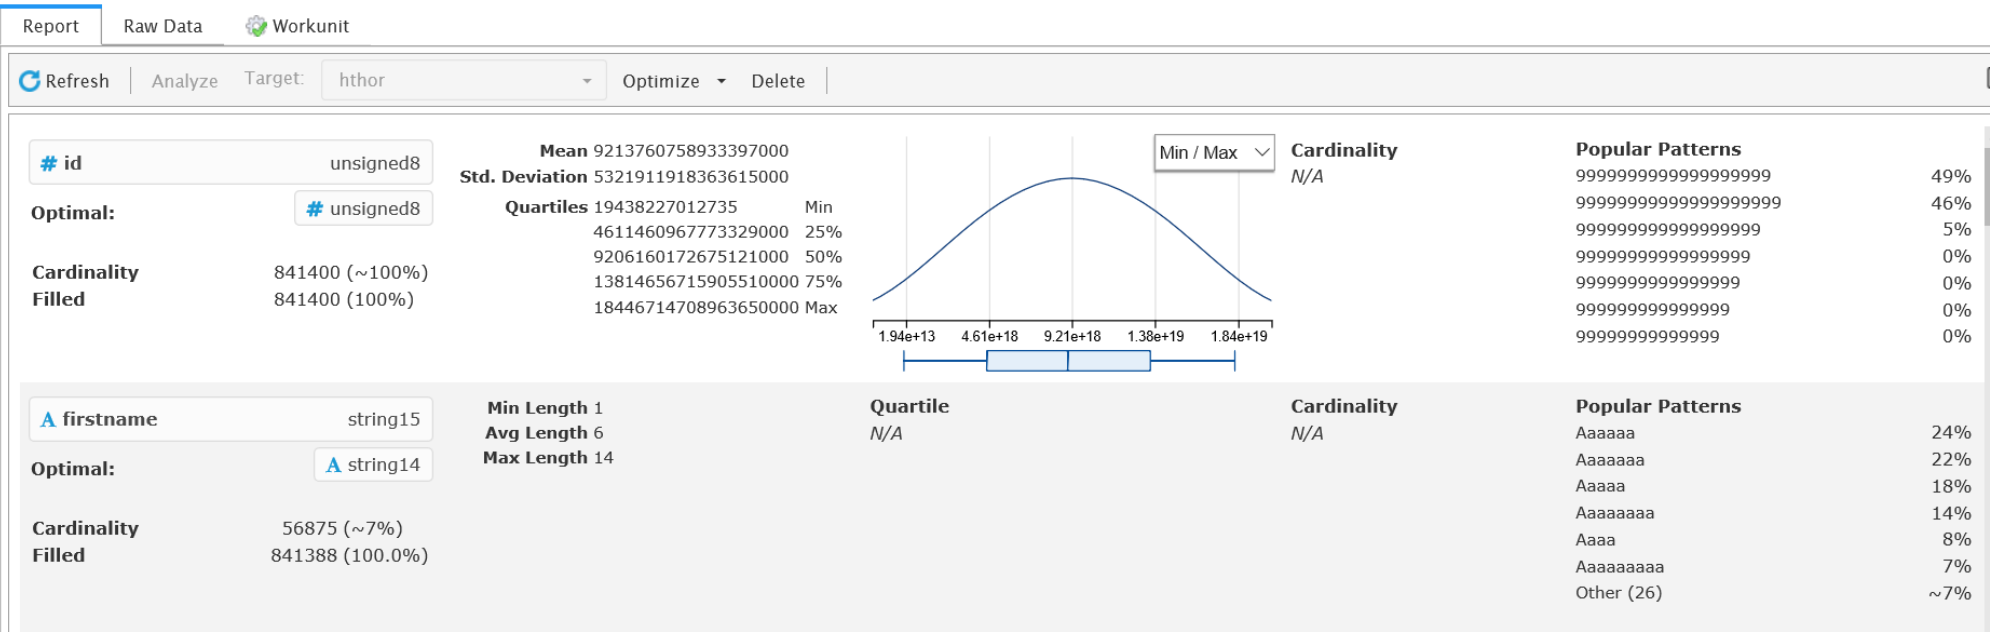 Report Raw Data Workunit
Refresh Analyze Target: hthor Optimize Delete
# id unsigned8
Optimal: # unsigned8
Cardinality 841400 (~100%)
Filled 841400 (100%)
Mean 9213760758933397000
Std. Deviation 5321911918363615000
Quartiles 19438227012735 Min
4611460967773329000 25%
9206160172675121000 50%
13814656715905510000 75%
18446714708963650000 Max
Min / Max
1.94e+13 4.61e+18 9.21e+18 1.38e+19 1.84e+19
Cardinality
N/A
Popular Patterns
9999999999999999999 49%
99999999999999999999 46%
999999999999999999 5%
99999999999999999 0%
9999999999999999 0%
999999999999999 0%
99999999999999 0%
A firstname string15
Optimal: A string14
Cardinality 56875 (~7%)
Filled 841388 (100.0%)
Min Length 1
Avg Length 6
Max Length 14
Quartile
N/A
Cardinality
N/A
Popular Patterns
Aaaaaa 24%
Aaaaaaa 22%
Aaaaa 18%
Aaaaaaaa 14%
Aaaa 8%
Aaaaaaaaa 7%
Other (26) ~7%